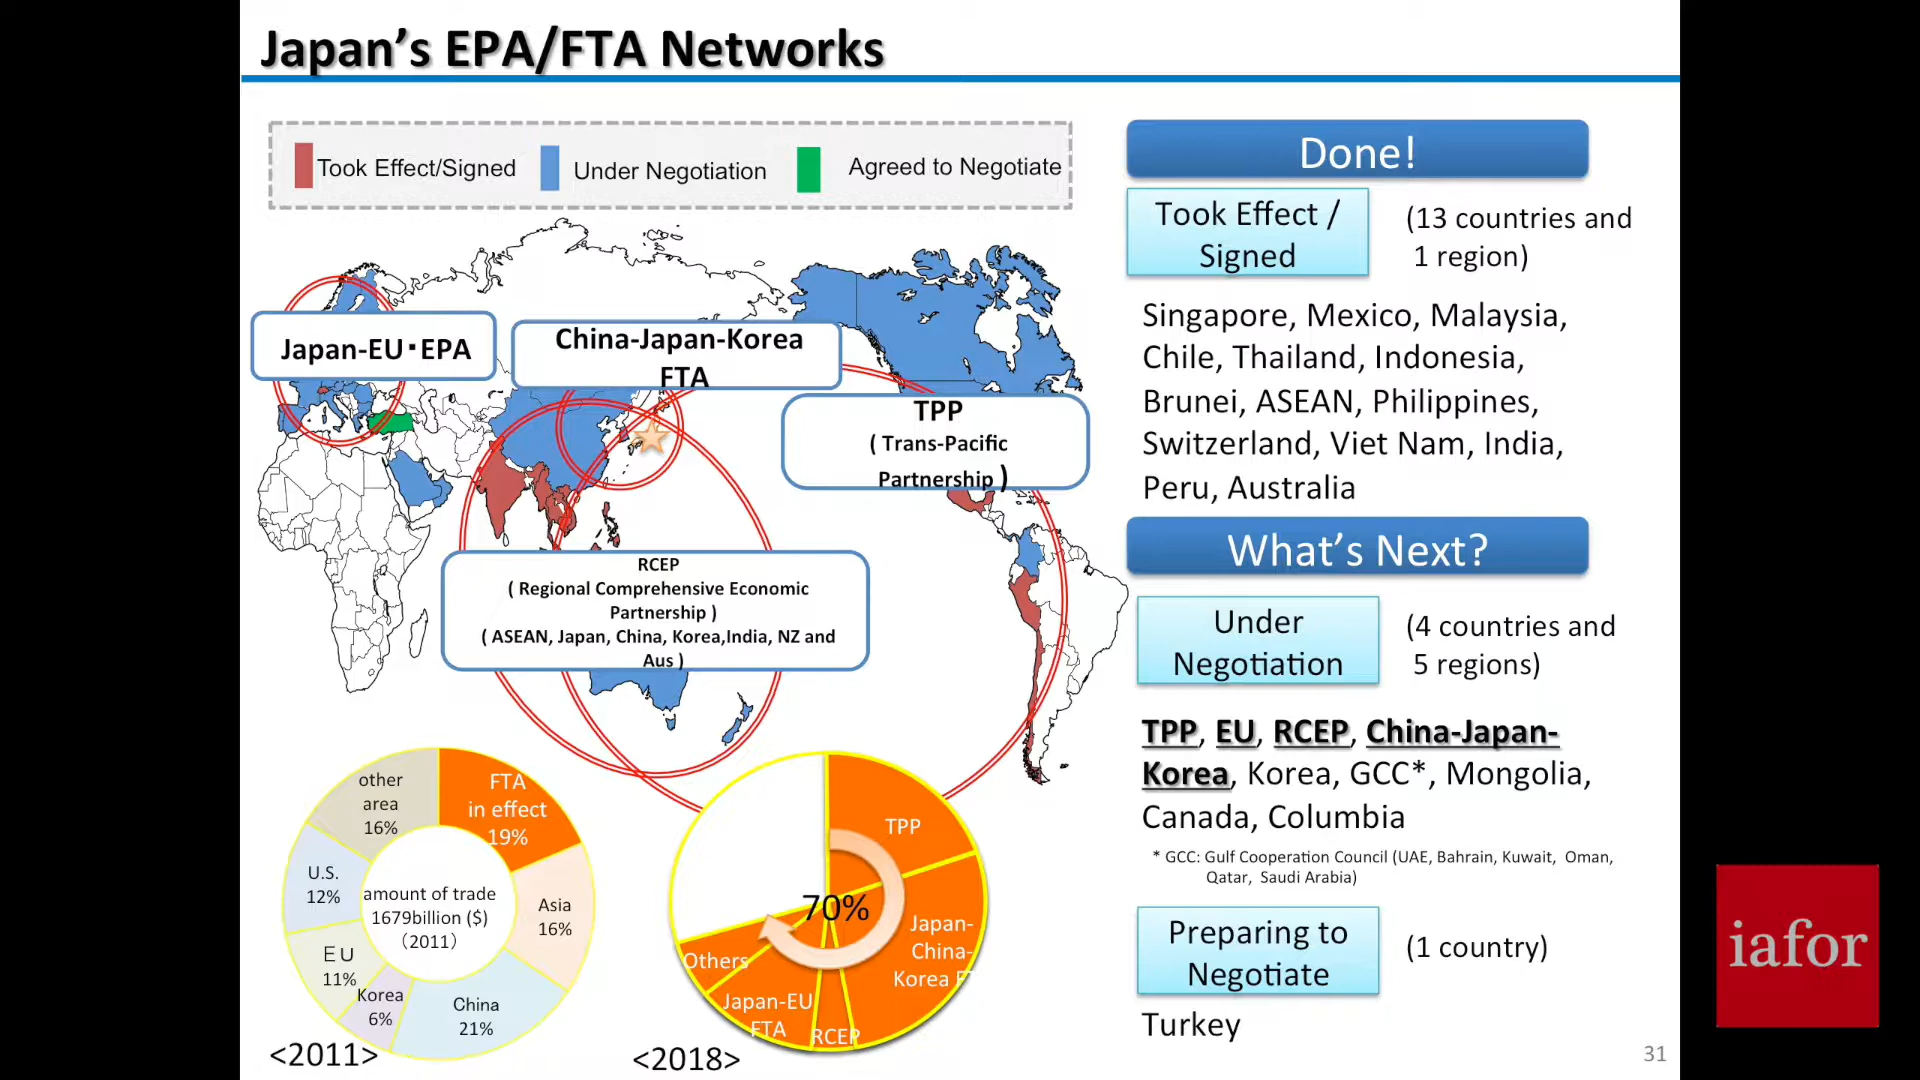 Japan’s EPA/FTA Networks
Took Effect/Signed
Under Negotiation
Agreed to Negotiate
Japan-EU・EPA
China-Japan-Korea
FTA
TPP
( Trans-Pacific
Partnership )
RCEP
( Regional Comprehensive Economic
Partnership )
( ASEAN, Japan, China, Korea,India, NZ and
Aus )
other
area
16%
FTA
in effect
19%
U.S.
12%
Asia
16%
amount of trade
1679billion ($)
（2011）
ＥＵ
11%
Korea
6%
China
21%
<2011>
TPP
70%
Japan-
China-
Korea
Others
Japan-EU
FTA
RCEP
<2018>
Done!
Took Effect /
Signed
(13 countries and
1 region)
Singapore, Mexico, Malaysia,
Chile, Thailand, Indonesia,
Brunei, ASEAN, Philippines,
Switzerland, Viet Nam, India,
Peru, Australia
What’s Next?
Under
Negotiation
(4 countries and
5 regions)
TPP, EU, RCEP, China-Japan-
Korea, Korea, GCC*, Mongolia,
Canada, Columbia
* GCC: Gulf Cooperation Council (UAE, Bahrain, Kuwait, Oman,
Qatar, Saudi Arabia)
Preparing to
Negotiate
(1 country)
Turkey
31
iafor